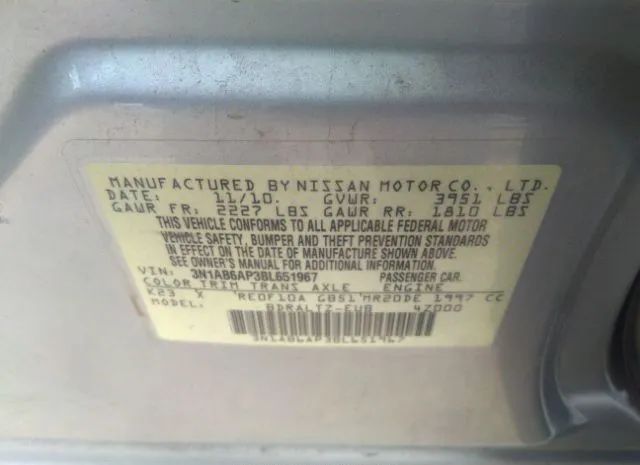 MANUFACTURED BY NISSAN MOTOR CO., LTD.
DATE: 11/10. GVWR: 3951 LBS
GAWR FR: 2227 LBS GAWR RR: 1810 LBS
THIS VEHICLE CONFORMS TO ALL APPLICABLE FEDERAL MOTOR
VEHICLE SAFETY, BUMPER AND THEFT PREVENTION STANDARDS
IN EFFECT ON THE DATE OF MANUFACTURE SHOWN ABOVE.
SEE OWNER'S MANUAL FOR ADDITIONAL INFORMATION.
VIN: 3N1AB6AP3BL651967 PASSENGER CAR.
COLOR TRIM TRANS AXLE ENGINE
K23 X RE0F10A GB51 MR20DE 1997 CC
BDRALTZ-EUB 4Z000
3N1AB6AP3BL651967